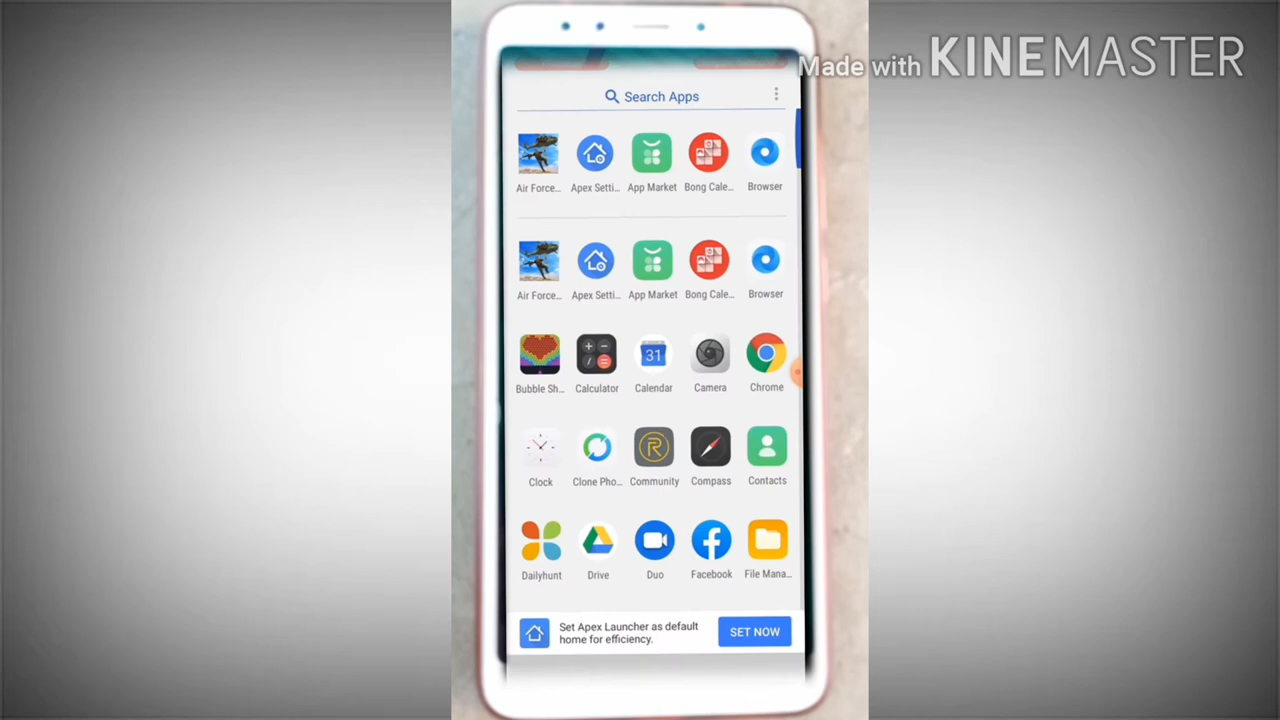 Made with KINEMASTER
Search Apps
Air Force...
Apex Setti...
App Market
Bong Cale...
Browser
Air Force...
Apex Setti...
App Market
Bong Cale...
Browser
31
Bubble Sh...
Calculator
Calendar
Camera
Chrome
R
Clock
Clone Pho...
Community
Compass
Contacts
Dailyhunt
Drive
Duo
Facebook
File Mana...
Set Apex Launcher as default
home for efficiency.
SET NOW